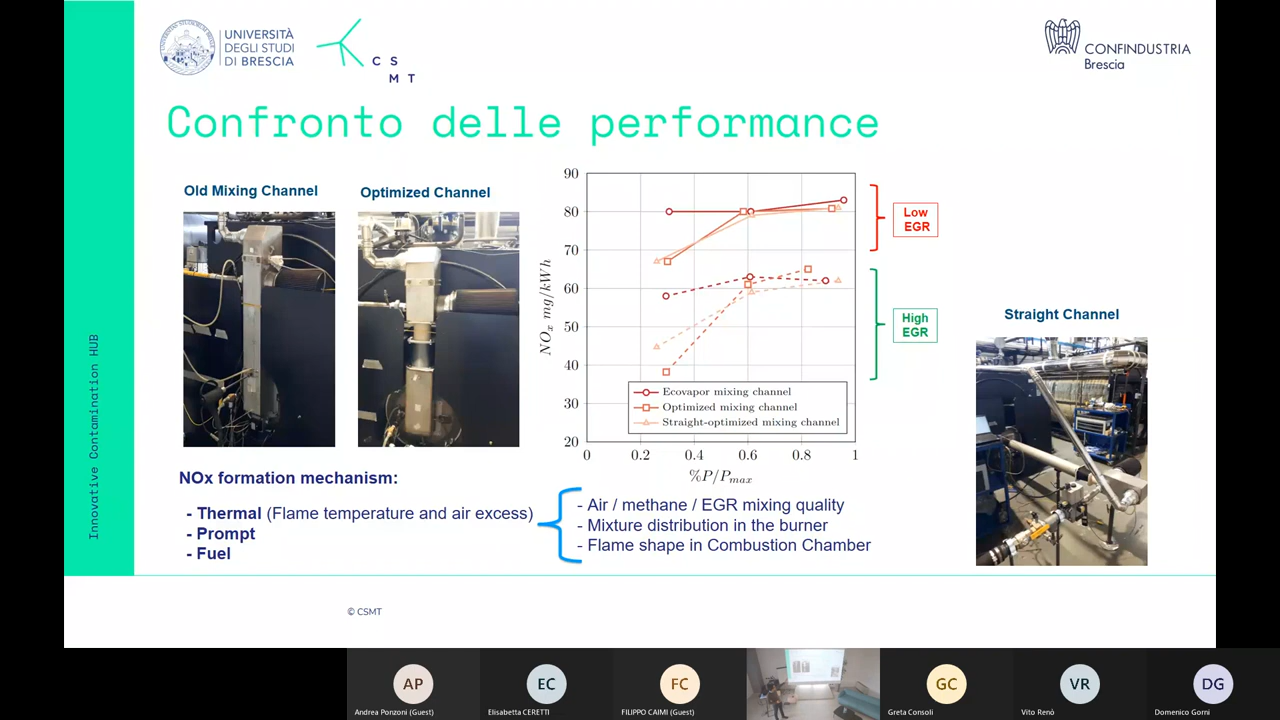 UNIVERSITÀ
DEGLI STUDI
DI BRESCIA
C S
M T
CONFINDUSTRIA
Brescia
Confronto delle performance
Innovative Contamination HUB
Old Mixing Channel
Optimized Channel
90
80
70
60
50
40
30
20
NOx mg/kWh
0
0.2
0.4
0.6
0.8
1
%P/Pmax
Ecovapor mixing channel
Optimized mixing channel
Straight-optimized mixing channel
Low
EGR
High
EGR
Straight Channel
NOx formation mechanism:
- Thermal (Flame temperature and air excess)
- Prompt
- Fuel
- Air / methane / EGR mixing quality
- Mixture distribution in the burner
- Flame shape in Combustion Chamber
© CSMT
AP
Andrea Ponzoni (Guest)
EC
Elisabetta CERETTI
FC
FILIPPO CAIMI (Guest)
GC
Greta Consoli
VR
Vito Renò
DG
Domenico Gorni